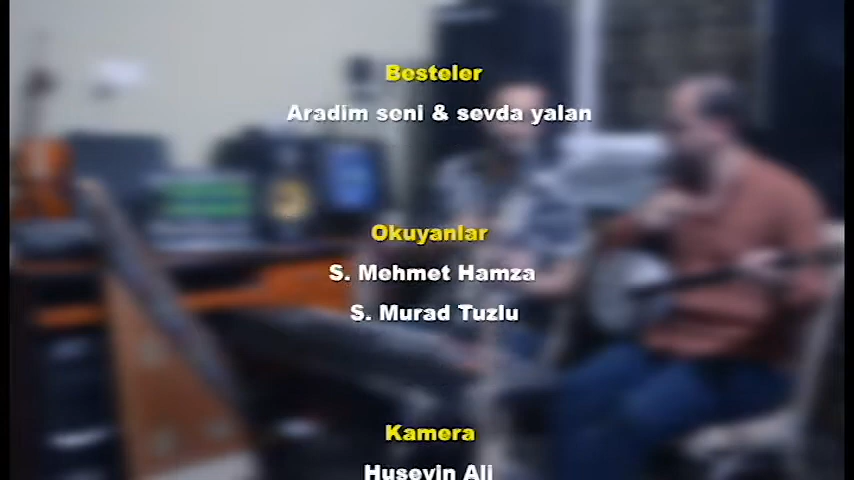 Besteler
Aradim seni & sevda yalan
Okuyanlar
S. Mehmet Hamza
S. Murad Tuzlu
Kamera
Huseyin Ali